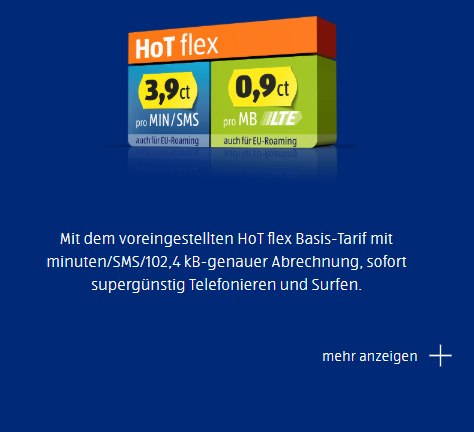 HoT flex
3,9ct
pro MIN/SMS
auch für EU-Roaming
0,9ct
pro MB LTE
auch für EU-Roaming
Mit dem voreingestellten HoT flex Basis-Tarif mit
minuten/SMS/102,4 kB-genauer Abrechnung, sofort
supergünstig Telefonieren und Surfen.
mehr anzeigen